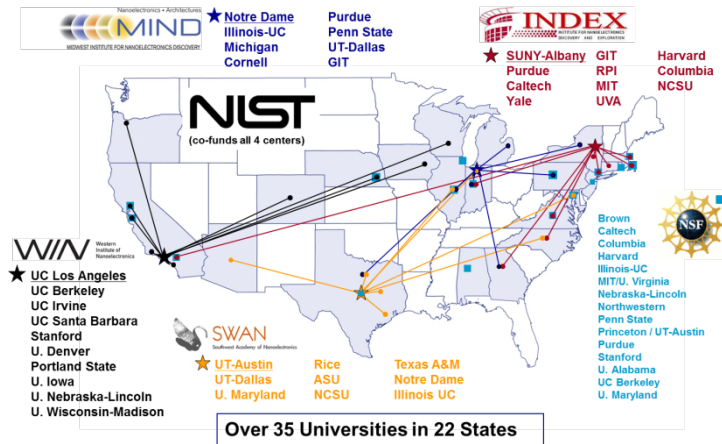 Nanoelectronics • Architectures
MIND
MIDWEST INSTITUTE FOR NANOELECTRONICS DISCOVERY
Notre Dame Purdue
Illinois-UC Penn State
Michigan UT-Dallas
Cornell GIT
INDEX
INSTITUTE FOR NANOELECTRONICS
DISCOVERY AND EXPLORATION
SUNY-Albany GIT Harvard
Purdue RPI Columbia
Caltech MIT NCSU
Yale UVA
NIST
(co-funds all 4 centers)
NSF
Brown
Caltech
Columbia
Harvard
Illinois-UC
MIT/U. Virginia
Nebraska-Lincoln
Northwestern
Penn State
Princeton / UT-Austin
Purdue
Stanford
U. Alabama
UC Berkeley
U. Maryland
WIN
Western
Institute of
Nanoelectronics
UC Los Angeles
UC Berkeley
UC Irvine
UC Santa Barbara
Stanford
U. Denver
Portland State
U. Iowa
U. Nebraska-Lincoln
U. Wisconsin-Madison
SWAN
Southwest Academy of Nanoelectronics
UT-Austin Rice Texas A&M
UT-Dallas ASU Notre Dame
U. Maryland NCSU Illinois UC
Over 35 Universities in 22 States